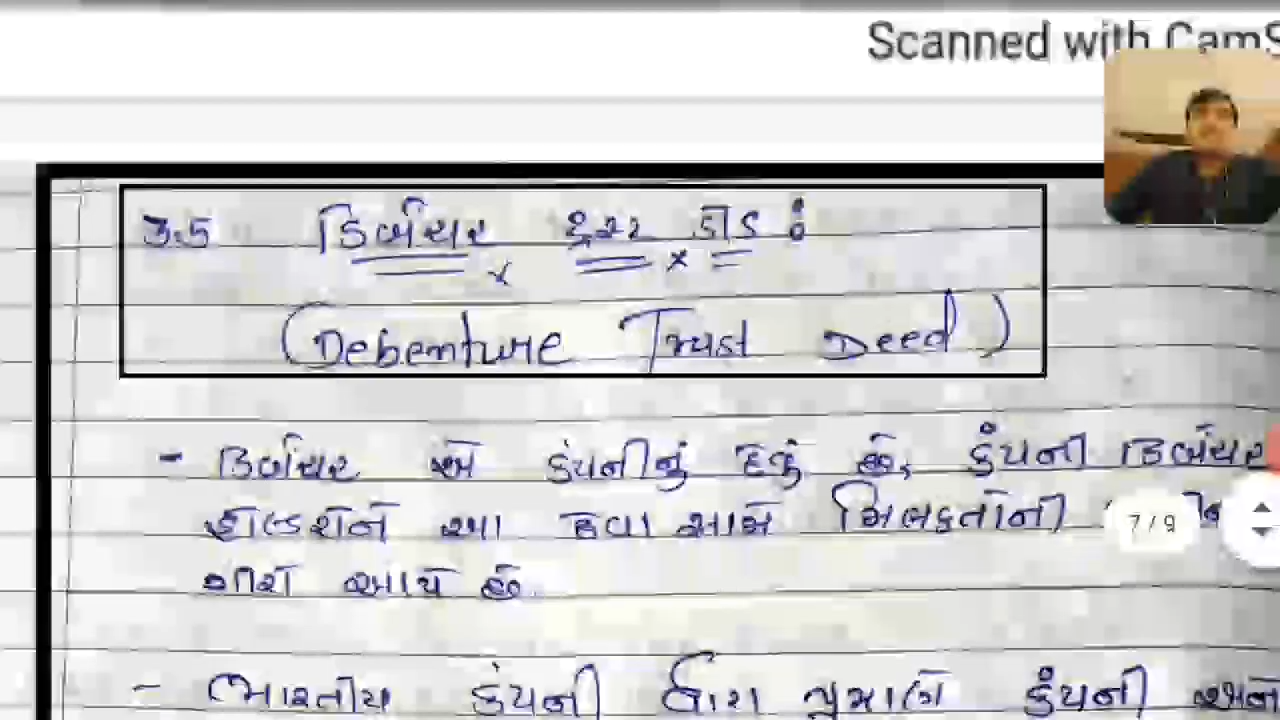 Scanned with CamS
3.5 ડિબેંચર ટ્રસ્ટ ડીડ :
(Debenture Trust Deed)
- ડિબેંચર એ કંપનીનું દેવું છે, કંપની ડિબેંચર
હોલ્ડરોને આ દેવા સામે મિલકતોની
ગીરો આપે છે.
7/9
- ભારતીય કંપની ધારા મુજબ કંપની